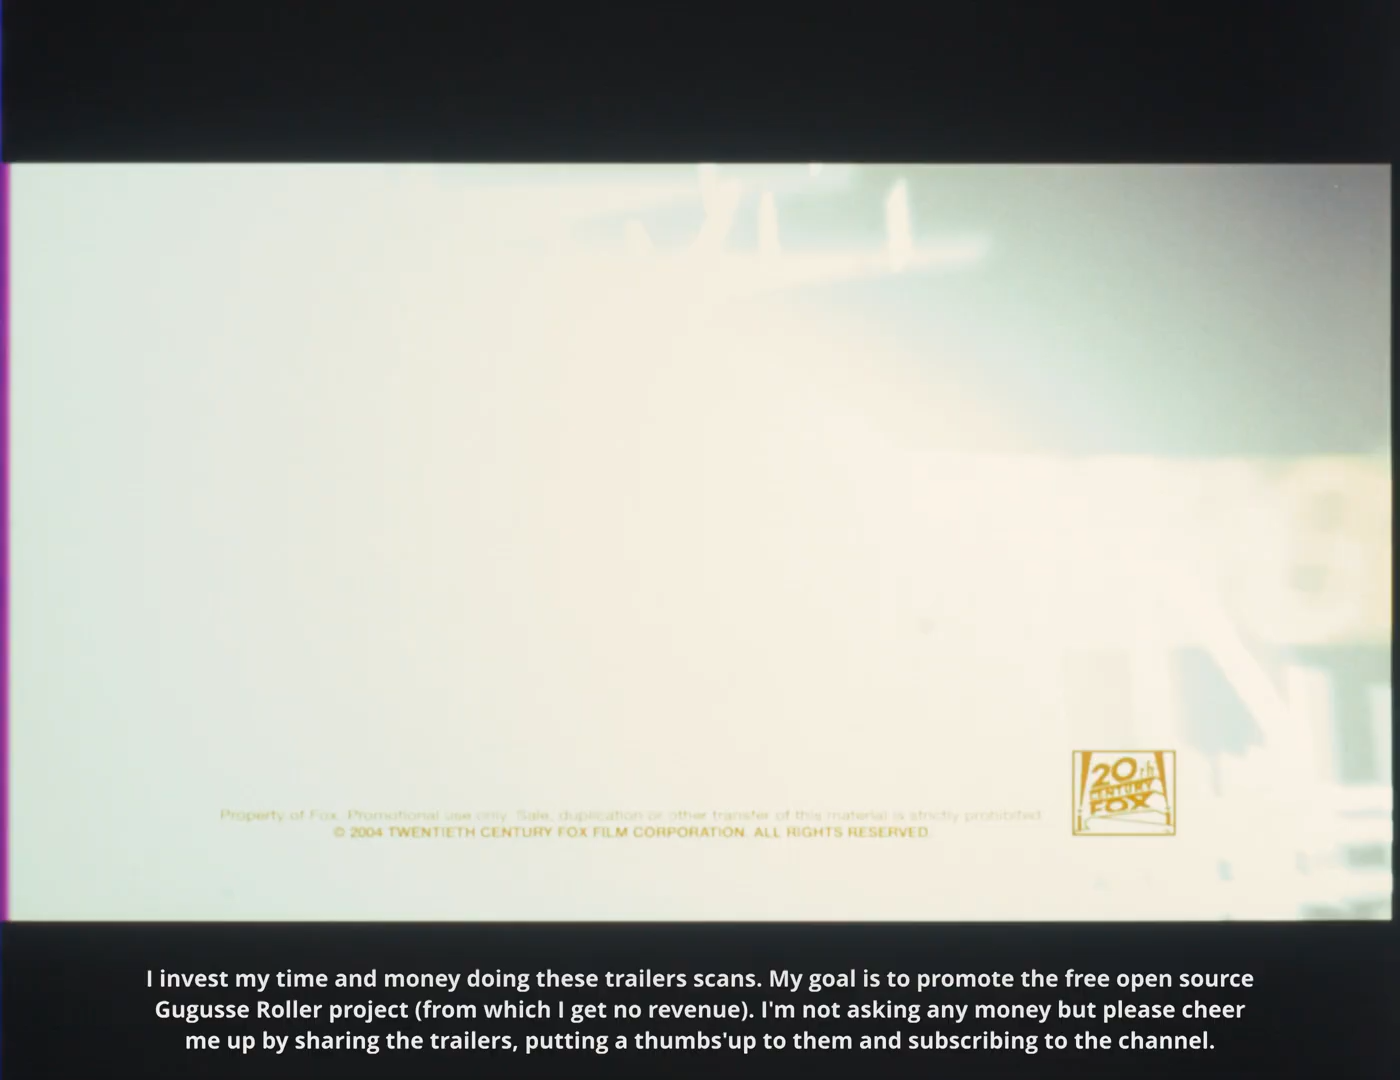 20th
CENTURY
FOX
Property of Fox. Promotional use only. Sale, duplication or other transfer of this material is strictly prohibited.
© 2004 TWENTIETH CENTURY FOX FILM CORPORATION. ALL RIGHTS RESERVED.
I invest my time and money doing these trailers scans. My goal is to promote the free open source
Gugusse Roller project (from which I get no revenue). I'm not asking any money but please cheer
me up by sharing the trailers, putting a thumbs'up to them and subscribing to the channel.